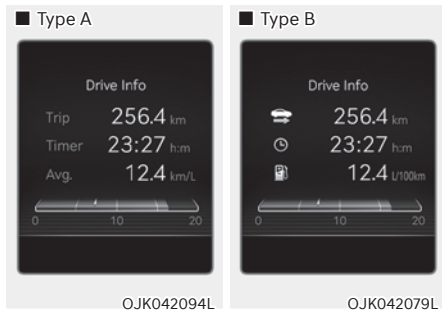 ■ Type A
Drive Info
Trip 256.4 km
Timer 23:27 h:m
Avg. 12.4 km/L
0 10 20
OJK042094L
■ Type B
Drive Info
256.4 km
23:27 h:m
12.4 L/100km
0 10 20
OJK042079L